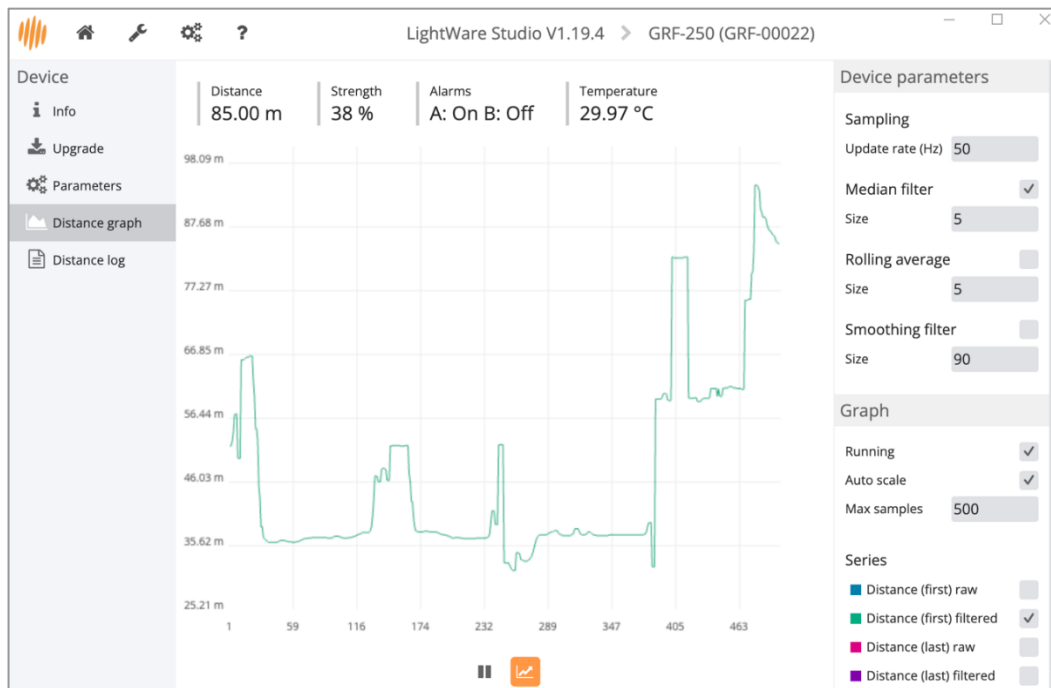 LightWare Studio V1.19.4 > GRF-250 (GRF-00022)
?
Device
Info
Upgrade
Parameters
Distance graph
Distance log
Distance
85.00 m
Strength
38 %
Alarms
A: On B: Off
Temperature
29.97 °C
98.09 m
87.68 m
77.27 m
66.85 m
56.44 m
46.03 m
35.62 m
25.21 m
1 59 116 174 232 289 347 405 463
Device parameters
Sampling
Update rate (Hz) 50
Median filter
Size 5
Rolling average
Size 5
Smoothing filter
Size 90
Graph
Running
Auto scale
Max samples 500
Series
Distance (first) raw
Distance (first) filtered
Distance (last) raw
Distance (last) filtered